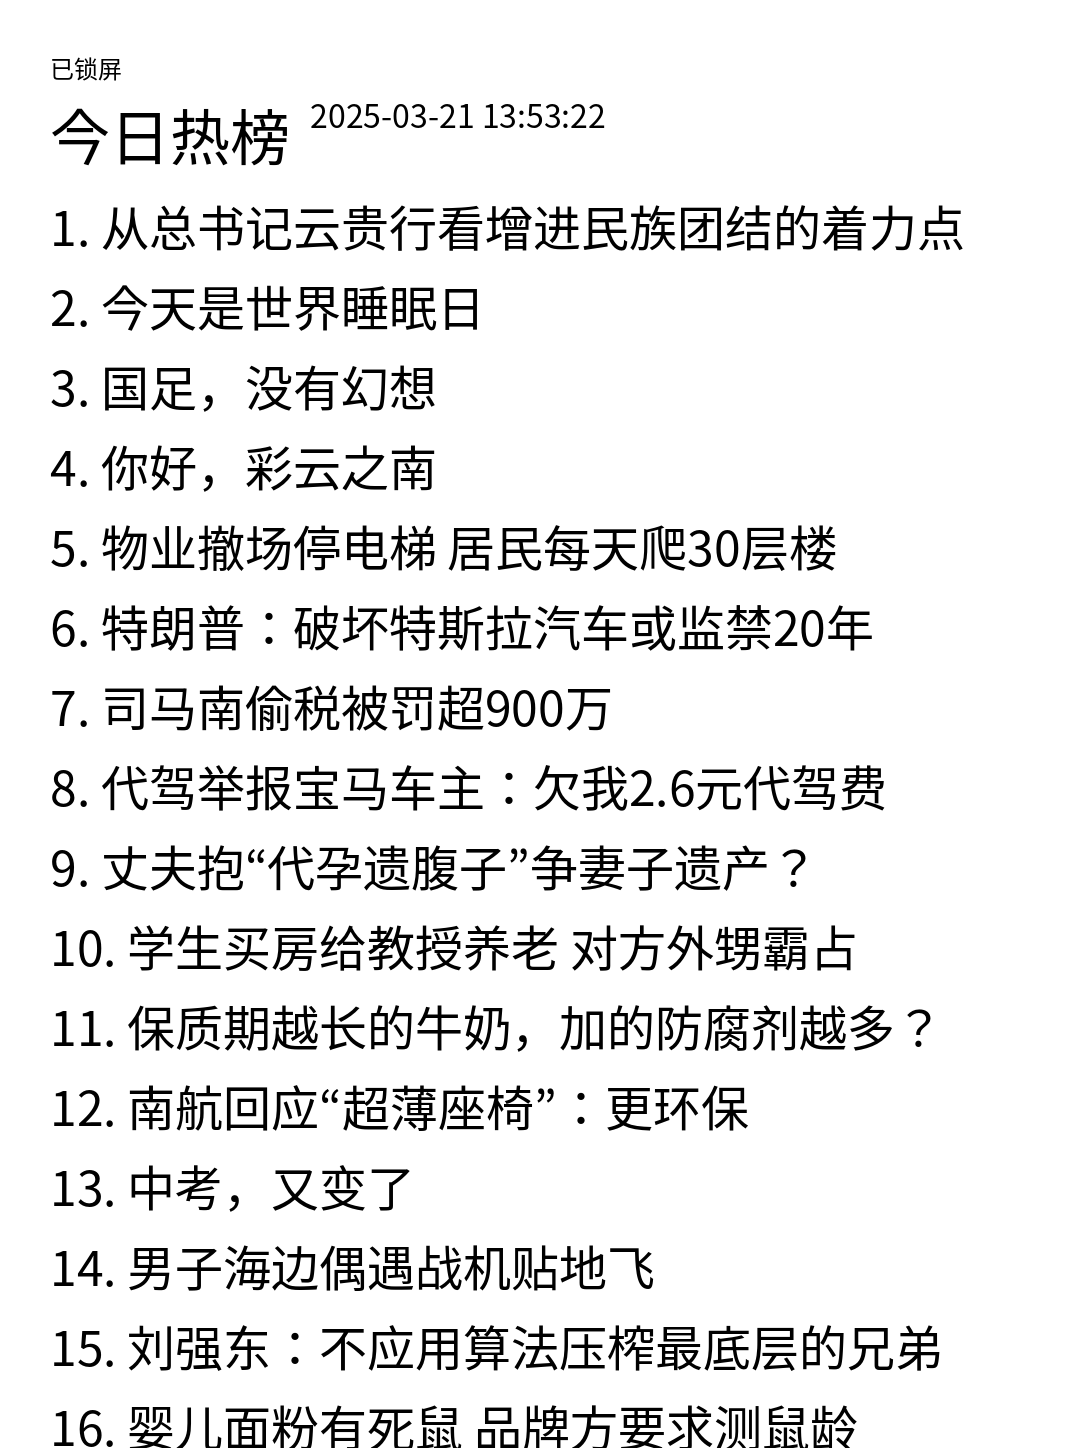 已锁屏
今日热榜 2025-03-21 13:53:22
1. 从总书记云贵行看增进民族团结的着力点
2. 今天是世界睡眠日
3. 国足，没有幻想
4. 你好，彩云之南
5. 物业撤场停电梯 居民每天爬30层楼
6. 特朗普：破坏特斯拉汽车或监禁20年
7. 司马南偷税被罚超900万
8. 代驾举报宝马车主：欠我2.6元代驾费
9. 丈夫抱“代孕遗腹子”争妻子遗产？
10. 学生买房给教授养老 对方外甥霸占
11. 保质期越长的牛奶，加的防腐剂越多？
12. 南航回应“超薄座椅”：更环保
13. 中考，又变了
14. 男子海边偶遇战机贴地飞
15. 刘强东：不应用算法压榨最底层的兄弟
16. 婴儿面粉有死鼠 品牌方要求测鼠龄